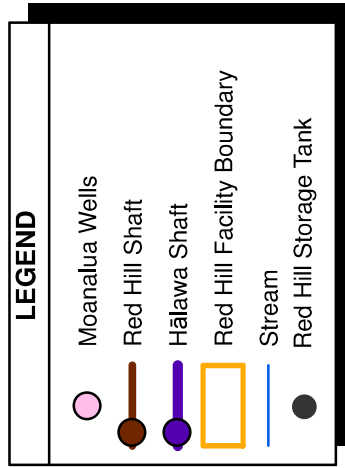 LEGEND
Moanalua Wells
Red Hill Shaft
Hālawa Shaft
Red Hill Facility Boundary
Stream
Red Hill Storage Tank